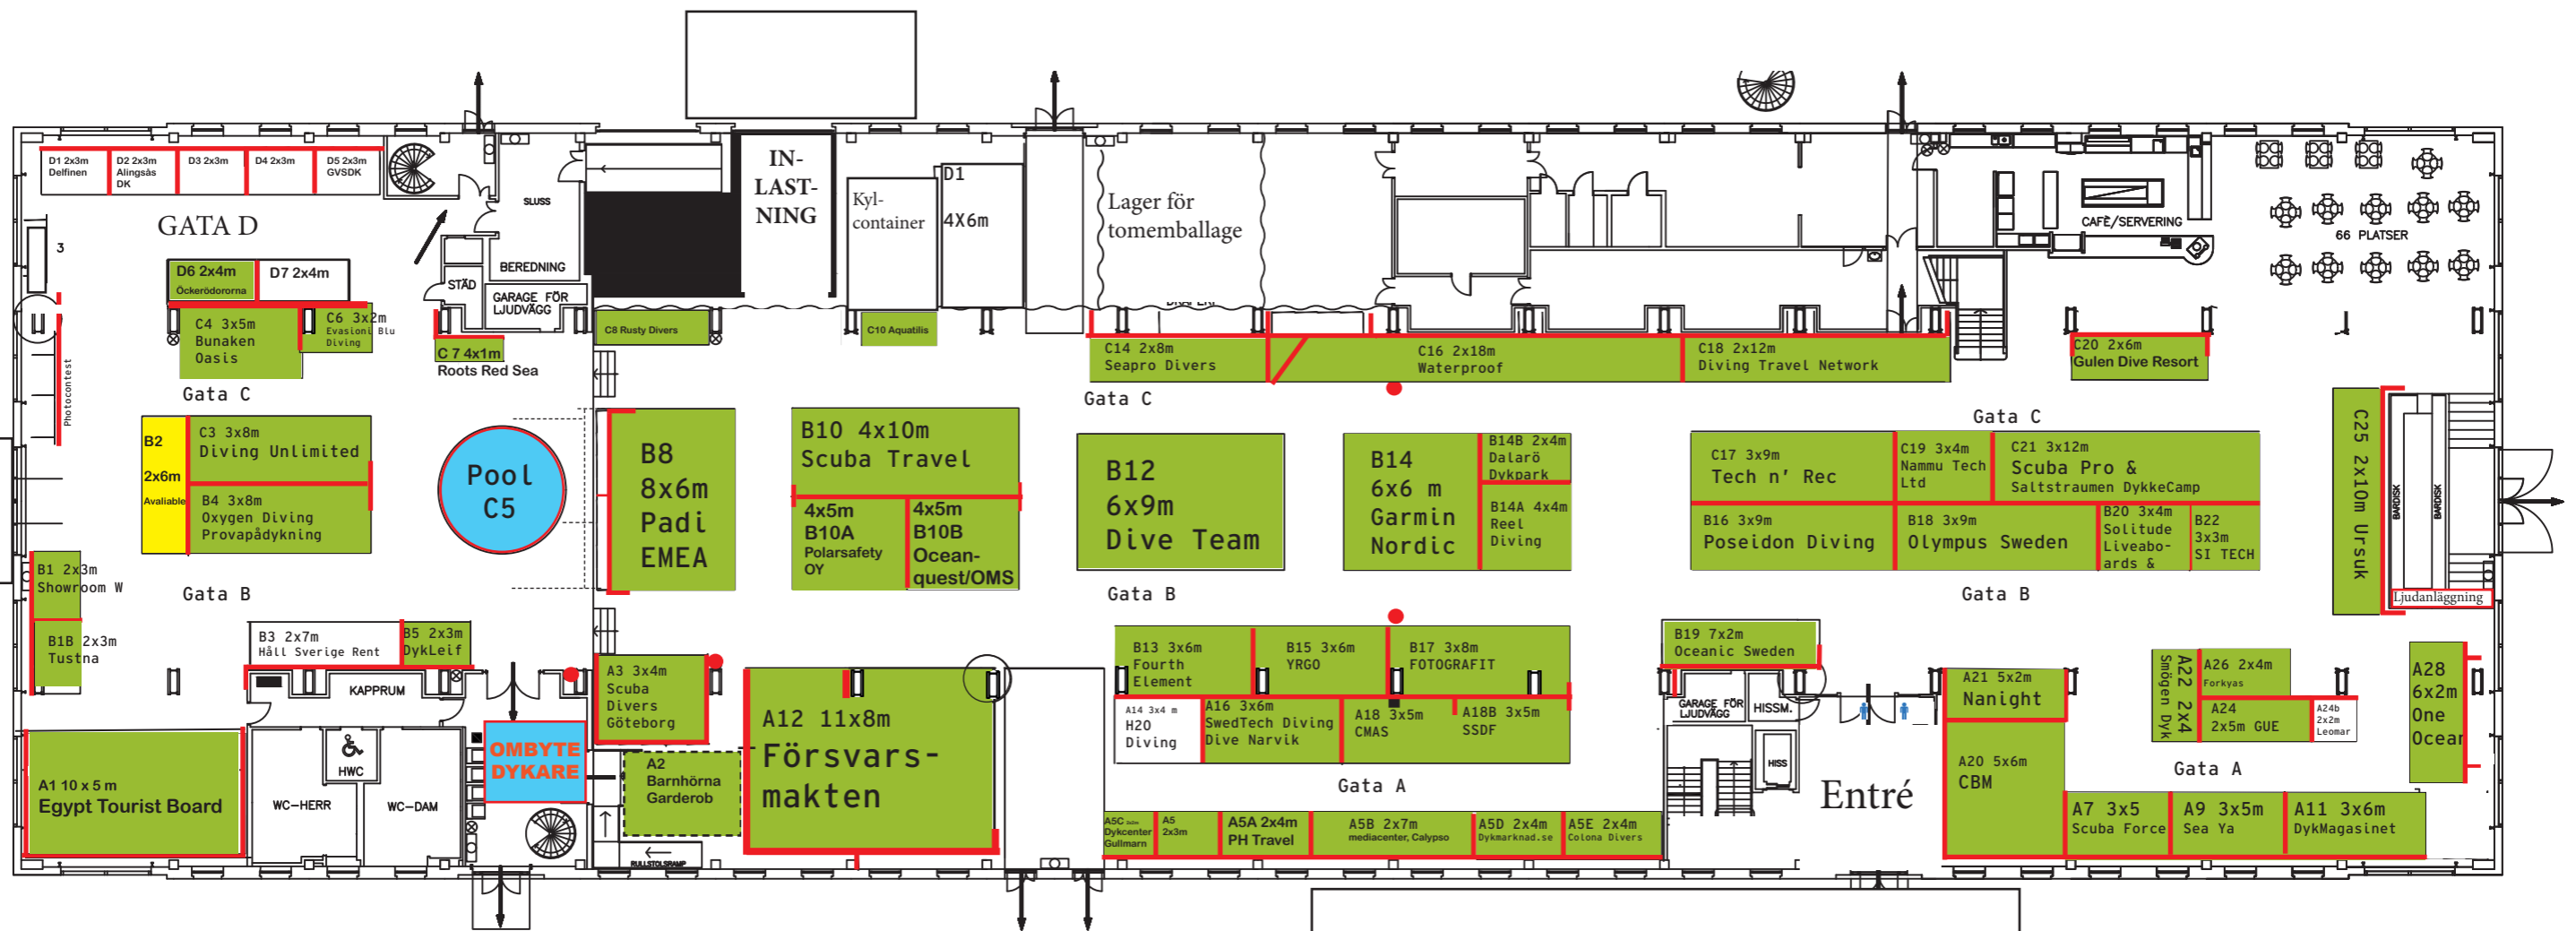 D1 2x3m
Delfinen
D2 2x3m
Alingsås
DK
D3 2x3m
D4 2x3m
D5 2x3m
GVSDK
GATA D
3
SLUSS
BEREDNING
STÄD
GARAGE FÖR
LJUDVÄGG
IN-
LAST-
NING
Kyl-
container
D1
4X6m
Lager för
tomemballage
CAFÈ/SERVERING
66 PLATSER
D6 2x4m
Öckerödororna
D7 2x4m
C4 3x5m
Bunaken
Oasis
C6 3x2m
Evasioni Blu
Diving
C 7 4x1m
Roots Red Sea
C8 Rusty Divers
C10 Aquatilis
C14 2x8m
Seapro Divers
C16 2x18m
Waterproof
C18 2x12m
Diving Travel Network
C20 2x6m
Gulen Dive Resort
Photocontest
Gata C
Gata C
Gata C
B2
2x6m
Avaliable
C3 3x8m
Diving Unlimited
B4 3x8m
Oxygen Diving
Provapådykning
Pool
C5
B8
8x6m
Padi
EMEA
B10 4x10m
Scuba Travel
4x5m
B10A
Polarsafety
OY
4x5m
B10B
Ocean-
quest/OMS
B12
6x9m
Dive Team
B14
6x6 m
Garmin
Nordic
B14B 2x4m
Dalarö
Dykpark
B14A 4x4m
Reel
Diving
C17 3x9m
Tech n' Rec
C19 3x4m
Nammu Tech
Ltd
C21 3x12m
Scuba Pro &
Saltstraumen DykkeCamp
B16 3x9m
Poseidon Diving
B18 3x9m
Olympus Sweden
B20 3x4m
Solitude
Liveabo-
ards &
B22
3x3m
SI TECH
C25 2x10m Ursuk
BARDISK
BARDISK
Ljudanläggning
B1 2x3m
Showroom W
B1B 2x3m
Tustna
Gata B
Gata B
Gata B
B3 2x7m
Håll Sverige Rent
B5 2x3m
DykLeif
KAPPRUM
A1 10 x 5 m
Egypt Tourist Board
WC-HERR
HWC
WC-DAM
OMBYTE
DYKARE
A3 3x4m
Scuba
Divers
Göteborg
A2
Barnhörna
Garderob
RULLSTOLSRAMP
A12 11x8m
Försvars-
makten
B13 3x6m
Fourth
Element
B15 3x6m
YRGO
B17 3x8m
FOTOGRAFIT
A14 3x4 m
H2O
Diving
A16 3x6m
SwedTech Diving
Dive Narvik
A18 3x5m
CMAS
A18B 3x5m
SSDF
Gata A
A5C
Dykcenter
Gullmarn
A5
2x3m
A5A 2x4m
PH Travel
A5B 2x7m
mediacenter, Calypso
A5D 2x4m
Dykmarknad.se
A5E 2x4m
Colona Divers
B19 7x2m
Oceanic Sweden
GARAGE FÖR
LJUDVÄGG
HISSM.
HISS
Entré
A21 5x2m
Nanight
A20 5x6m
CBM
A22 2x4
Smögen Dyk
A26 2x4m
Forkyas
A24
2x5m GUE
A24b
2x2m
Leomar
Gata A
A28
6x2m
One
Ocean
A7 3x5
Scuba Force
A9 3x5m
Sea Ya
A11 3x6m
DykMagasinet